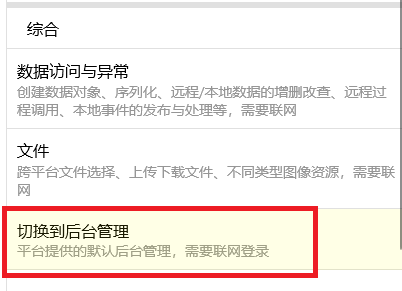 综合
数据访问与异常
创建数据对象、序列化、远程/本地数据的增删改查、远程过
程调用、本地事件的发布与处理等，需要联网
文件
跨平台文件选择、上传下载文件、不同类型图像资源，需要联
网
切换到后台管理
平台提供的默认后台管理，需要联网登录